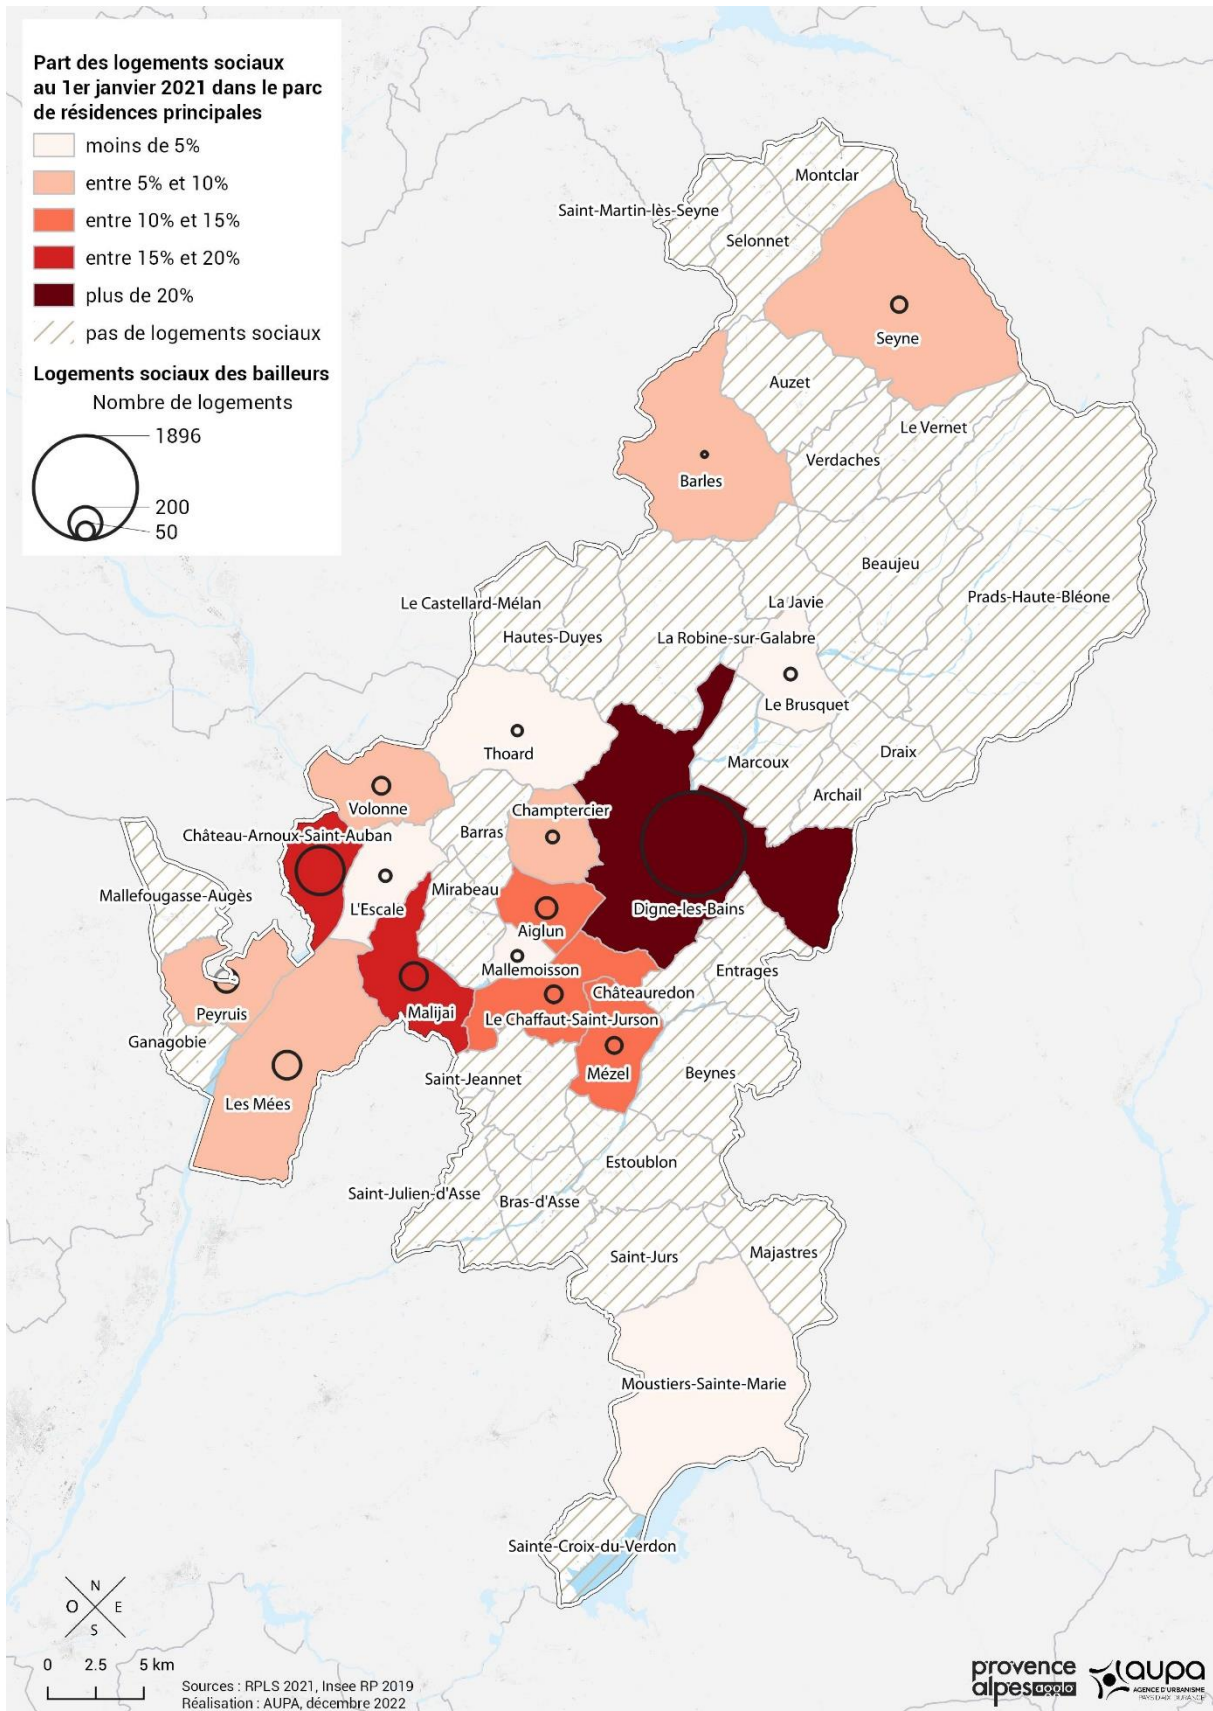 Part des logements sociaux
au 1er janvier 2021 dans le parc
de résidences principales
moins de 5%
entre 5% et 10%
entre 10% et 15%
entre 15% et 20%
plus de 20%
pas de logements sociaux
Logements sociaux des bailleurs
Nombre de logements
1896
200
50
Montclar
Saint-Martin-lès-Seyne
Selonnet
Seyne
Auzet
Le Vernet
Verdaches
Barles
Beaujeu
Prads-Haute-Bléone
Le Castellard-Mélan
La Javie
Hautes-Duyes
La Robine-sur-Galabre
Le Brusquet
Thoard
Draix
Marcoux
Archail
Volonne
Champtercier
Château-Arnoux-Saint-Auban
Barras
Mallefougasse-Augès
Mirabeau
L'Escale
Digne-les-Bains
Aiglun
Mallemoisson
Entrages
Châteauredon
Peyruis
Malijai
Le Chaffaut-Saint-Jurson
Ganagobie
Mézel
Beynes
Saint-Jeannet
Les Mées
Estoublon
Saint-Julien-d'Asse
Bras-d'Asse
Saint-Jurs
Majastres
Moustiers-Sainte-Marie
Sainte-Croix-du-Verdon
N
O E
S
0 2.5 5 km
Sources : RPLS 2021, Insee RP 2019
Réalisation : AUPA, décembre 2022
provence
alpes agglo
aupa
AGENCE D'URBANISME
PAYS D'AIX · DURANCE